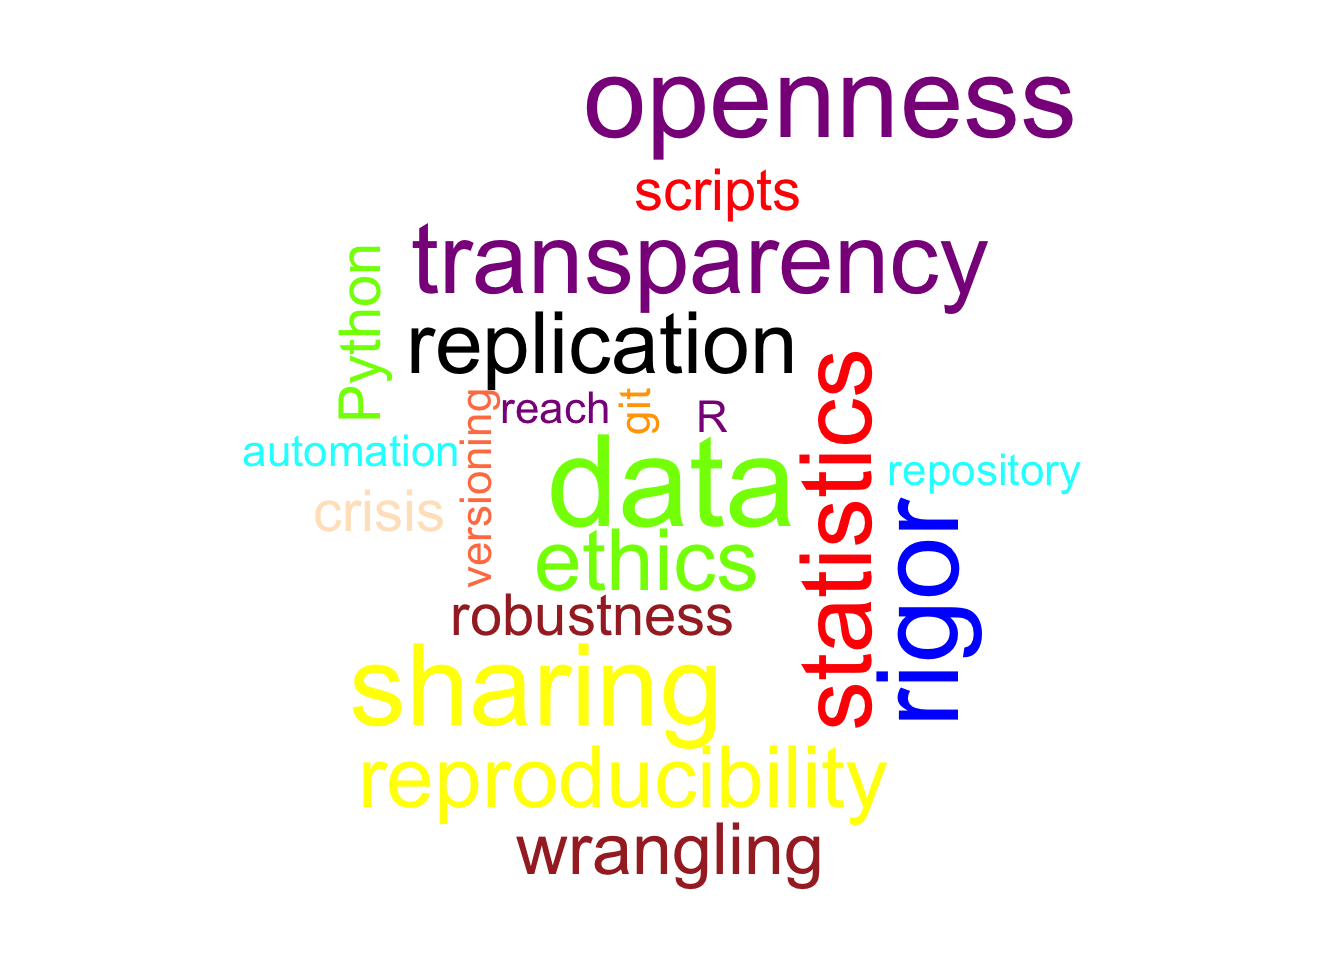 openness
scripts
transparency
Python
replication
reach
git
R
versioning
automation
data
statistics
repository
crisis
ethics
rigor
robustness
sharing
reproducibility
wrangling